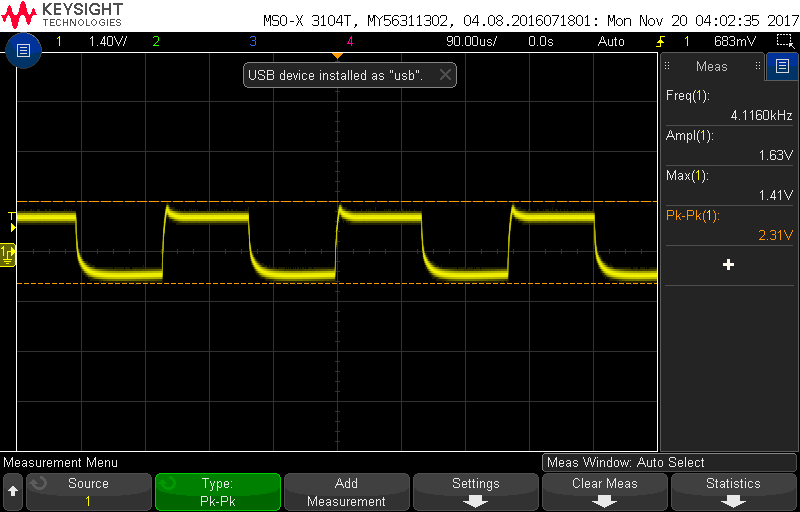 KEYSIGHT
TECHNOLOGIES
MSO-X 3104T, MY56311302, 04.08.2016071801: Mon Nov 20 04:02:35 2017
1 1.40V/ 2 3 4 90.00us/ 0.0s Auto 1 683mV
USB device installed as "usb".
Meas
Freq(1):
4.1160kHz
Ampl(1):
1.63V
Max(1):
1.41V
Pk-Pk(1):
2.31V
T
1
Measurement Menu
Meas Window: Auto Select
Source
1
Type:
Pk-Pk
Add
Measurement
Settings
Clear Meas
Statistics